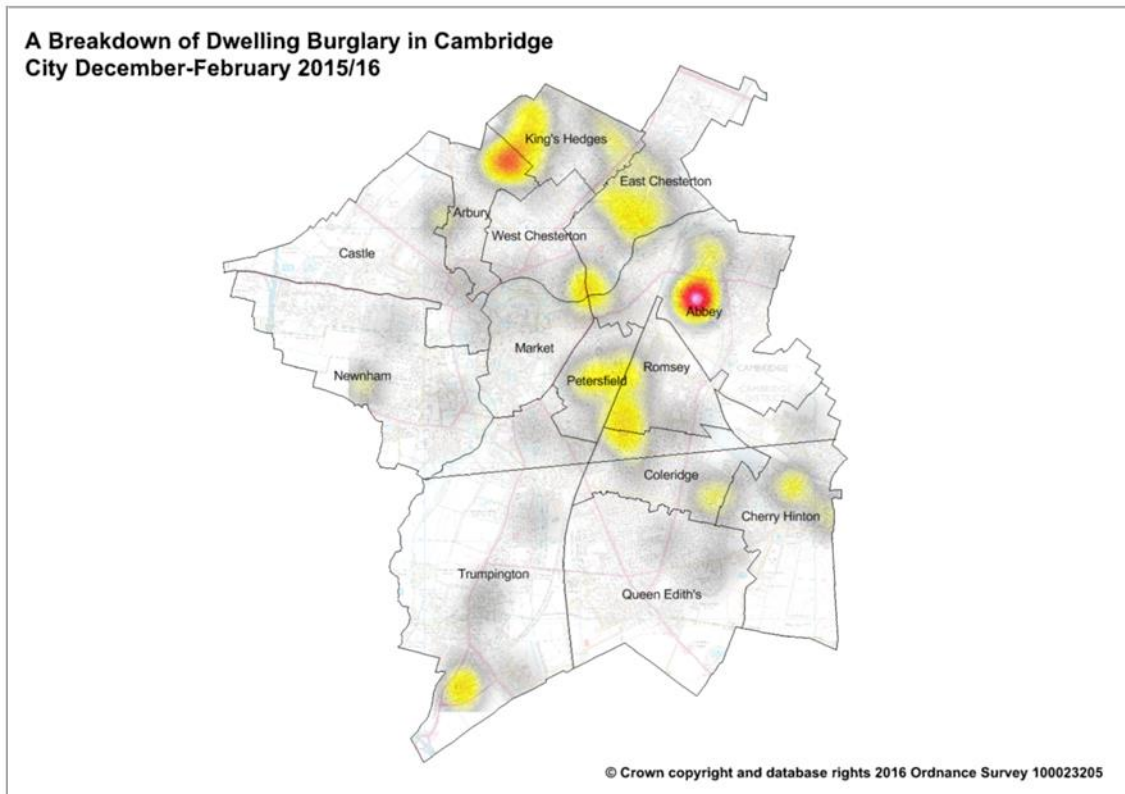 A Breakdown of Dwelling Burglary in Cambridge
City December-February 2015/16
King's Hedges
East Chesterton
Arbury
West Chesterton
Castle
Abbey
Market
Romsey
Newnham
Petersfield
CAMBRIDGE
Coleridge
Cherry Hinton
Trumpington
Queen Edith's
© Crown copyright and database rights 2016 Ordnance Survey 100023205